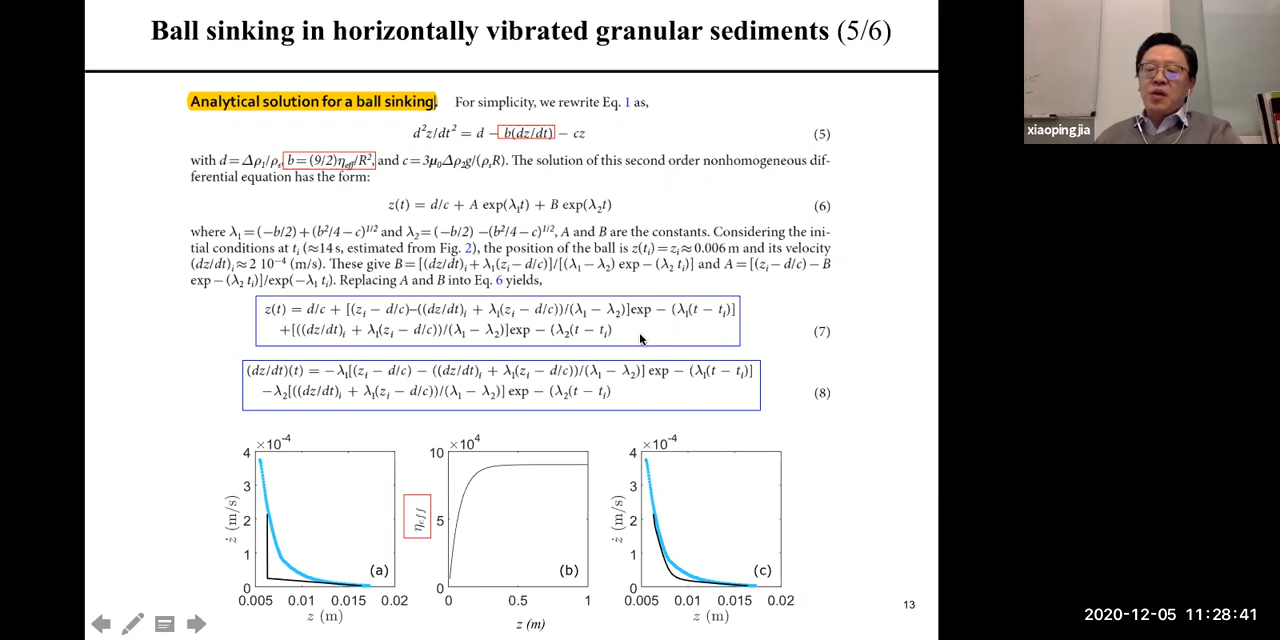 Ball sinking in horizontally vibrated granular sediments (5/6)
Analytical solution for a ball sinking. For simplicity, we rewrite Eq. 1 as,
d²z/dt² = d − b(dz/dt) − cz (5)
with d=Δρ₁/ρₛ, b=(9/2)η_eff/R², and c=3μ₀Δρ₂g/(ρₛR). The solution of this second order nonhomogeneous dif-
ferential equation has the form:
z(t) = d/c + A exp(λ₁t) + B exp(λ₂t) (6)
where λ₁=(−b/2)+(b²/4−c)^1/2 and λ₂=(−b/2) −(b²/4−c)^1/2, A and B are the constants. Considering the ini-
tial conditions at tᵢ (≈14 s, estimated from Fig. 2), the position of the ball is z(tᵢ)=zᵢ≈0.006 m and its velocity
(dz/dt)ᵢ≈2 10⁻⁴ (m/s). These give B=[(dz/dt)ᵢ+λ₁(zᵢ−d/c)]/[(λ₁−λ₂) exp−(λ₂ tᵢ)] and A=[(zᵢ−d/c)−B
exp−(λ₂ tᵢ)]/exp(−λ₁ tᵢ). Replacing A and B into Eq. 6 yields,
z(t) = d/c + [(zᵢ − d/c)−((dz/dt)ᵢ + λ₁(zᵢ − d/c))/(λ₁ − λ₂)]exp − (λ₁(t − tᵢ)]
+[((dz/dt)ᵢ + λ₁(zᵢ − d/c))/(λ₁ − λ₂)]exp − (λ₂(t − tᵢ) (7)
(dz/dt)(t) = −λ₁[(zᵢ − d/c) − ((dz/dt)ᵢ + λ₁(zᵢ − d/c))/(λ₁ − λ₂)] exp − (λ₁(t − tᵢ)]
−λ₂[((dz/dt)ᵢ + λ₁(zᵢ − d/c))/(λ₁ − λ₂)] exp − (λ₂(t − tᵢ) (8)
×10⁻⁴
4
3
2
1
0
ż (m/s)
(a)
0.005 0.01 0.015 0.02
z (m)
×10⁴
10
5
0
η_eff
(b)
0 0.5 1
z (m)
×10⁻⁴
4
3
2
1
0
ż (m/s)
(c)
0.005 0.01 0.015 0.02
z (m)
13
xiaoping jia
2020-12-05 11:28:41